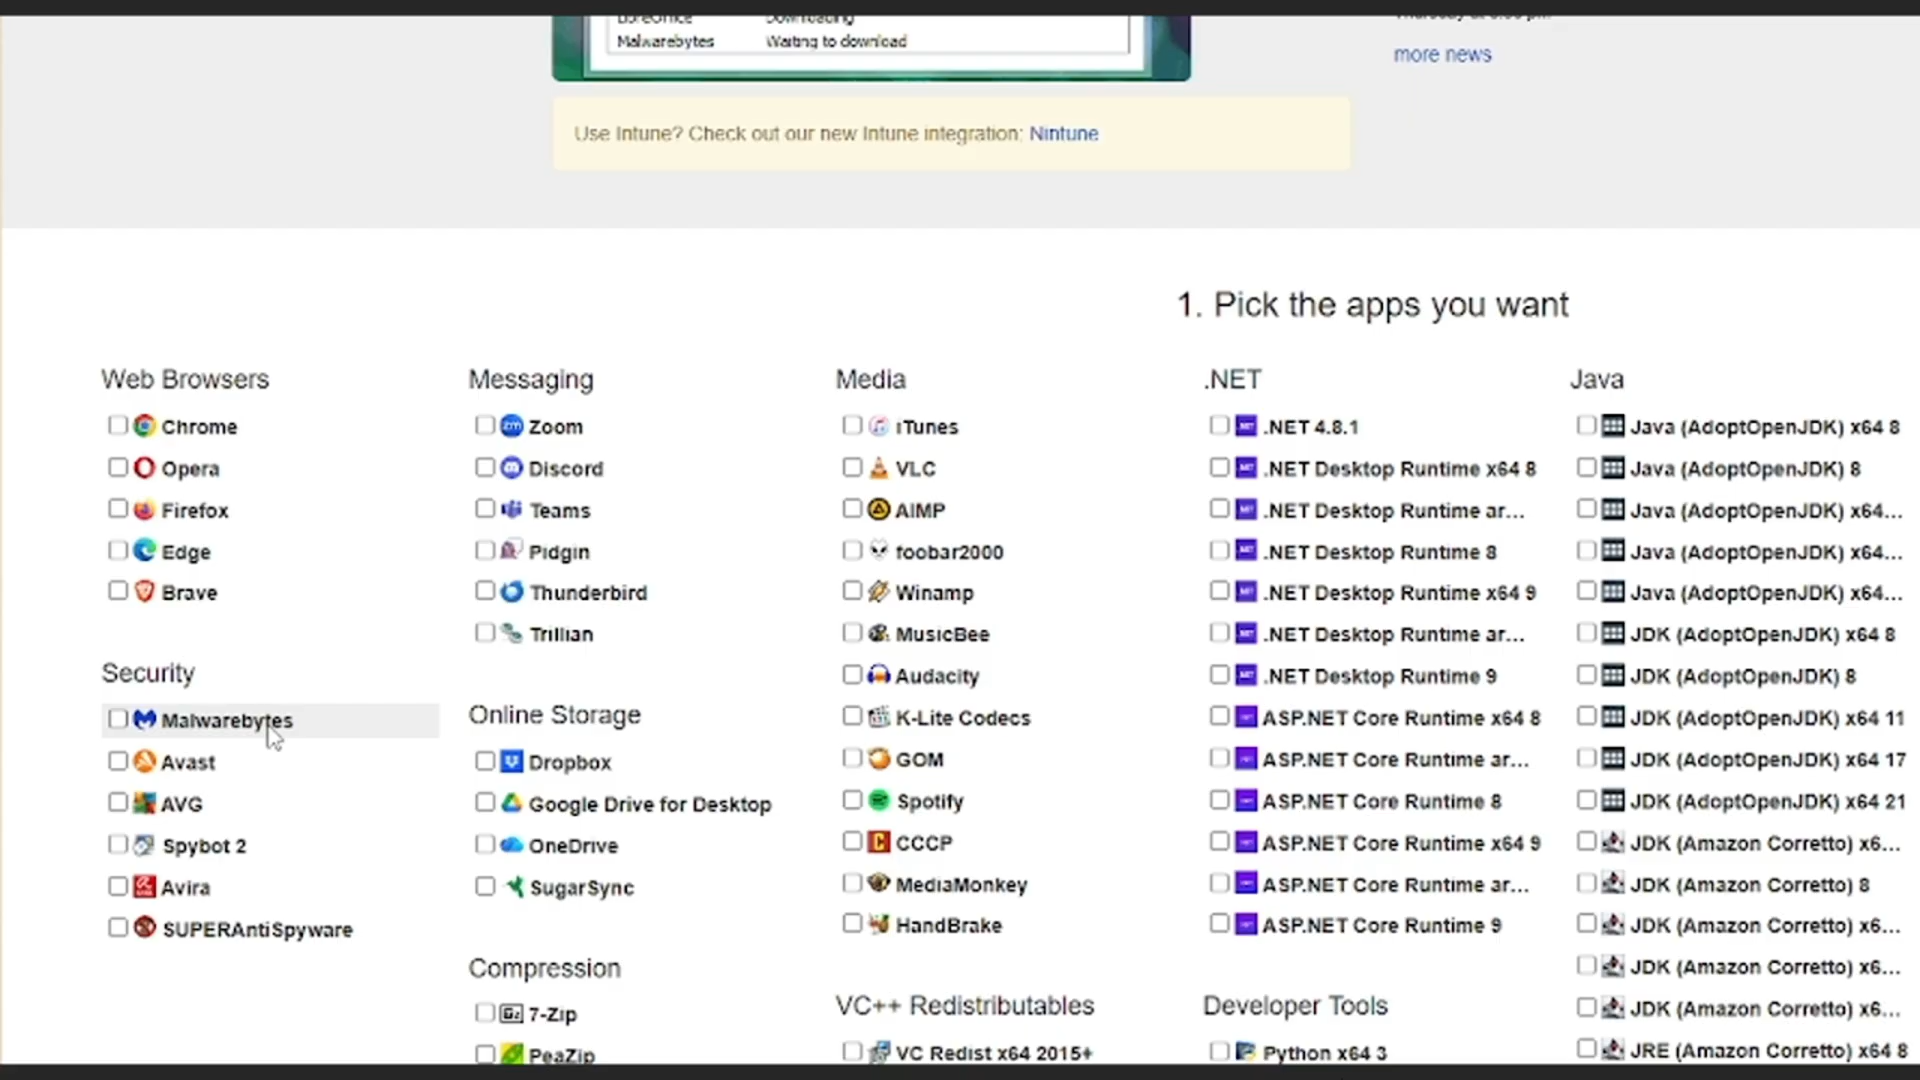 LibreOffice Downloading
Malwarebytes Waiting to download
more news
Use Intune? Check out our new Intune integration: Nintune
1. Pick the apps you want
Web Browsers
Chrome
Opera
Firefox
Edge
Brave
Security
Malwarebytes
Avast
AVG
Spybot 2
Avira
SUPERAntiSpyware
Messaging
Zoom
Discord
Teams
Pidgin
Thunderbird
Trillian
Online Storage
Dropbox
Google Drive for Desktop
OneDrive
SugarSync
Compression
7-Zip
PeaZip
Media
iTunes
VLC
AIMP
foobar2000
Winamp
MusicBee
Audacity
K-Lite Codecs
GOM
Spotify
CCCP
MediaMonkey
HandBrake
VC++ Redistributables
VC Redist x64 2015+
.NET
.NET 4.8.1
.NET Desktop Runtime x64 8
.NET Desktop Runtime ar...
.NET Desktop Runtime 8
.NET Desktop Runtime x64 9
.NET Desktop Runtime ar...
.NET Desktop Runtime 9
ASP.NET Core Runtime x64 8
ASP.NET Core Runtime ar...
ASP.NET Core Runtime 8
ASP.NET Core Runtime x64 9
ASP.NET Core Runtime ar...
ASP.NET Core Runtime 9
Developer Tools
Python x64 3
Java
Java (AdoptOpenJDK) x64 8
Java (AdoptOpenJDK) 8
Java (AdoptOpenJDK) x64...
Java (AdoptOpenJDK) x64...
Java (AdoptOpenJDK) x64...
JDK (AdoptOpenJDK) x64 8
JDK (AdoptOpenJDK) 8
JDK (AdoptOpenJDK) x64 11
JDK (AdoptOpenJDK) x64 17
JDK (AdoptOpenJDK) x64 21
JDK (Amazon Corretto) x6...
JDK (Amazon Corretto) 8
JDK (Amazon Corretto) x6...
JDK (Amazon Corretto) x6...
JDK (Amazon Corretto) x6...
JRE (Amazon Corretto) x64 8